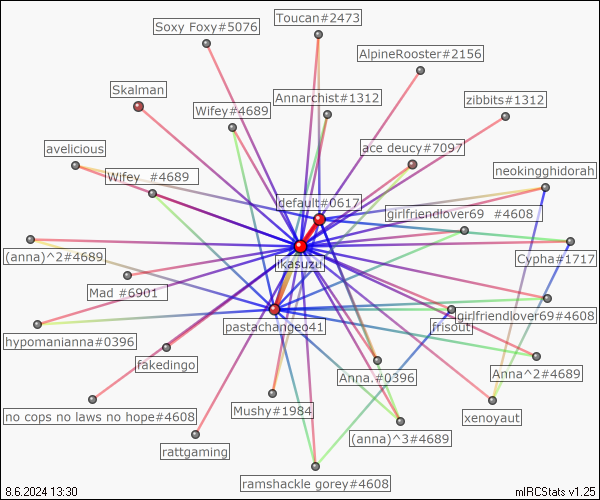 Toucan#2473
Soxy Foxy#5076
AlpineRooster#2156
Skalman
Annarchist#1312
zibbits#1312
Wifey#4689
avelicious
ace deucy#7097
Wifey_#4689
neokingghidorah
default#0617
girlfriendlover69_#4608
(anna)^2#4689
ikasuzu
Cypha#1717
Mad #6901
girlfriendlover69#4608
pastachangeo41
frisout
hypomanianna#0396
fakedingo
Anna.#0396
Anna^2#4689
no cops no laws no hope#4608
Mushy#1984
xenoyaut
(anna)^3#4689
rattgaming
ramshackle gorey#4608
8.6.2024 13:30
mIRCStats v1.25